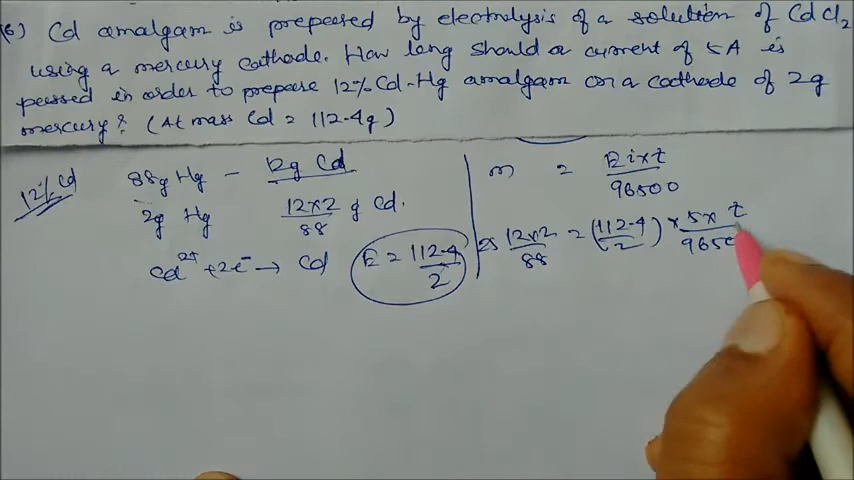 (6) Cd amalgam is prepared by electrolysis of a solution of CdCl2
using a mercury cathode. How long should a current of 5A is
passed in order to prepare 12% Cd-Hg amalgam on a cathode of 2g
mercury? (At mass Cd = 112.4g)
12% Cd
88g Hg - 12g Cd
2g Hg 12×2/88 g Cd.
Cd2+ + 2e- → Cd
E = 112.4/2
m = E i×t/96500
12×2/88 = (112.4/2) × 5×t/9650